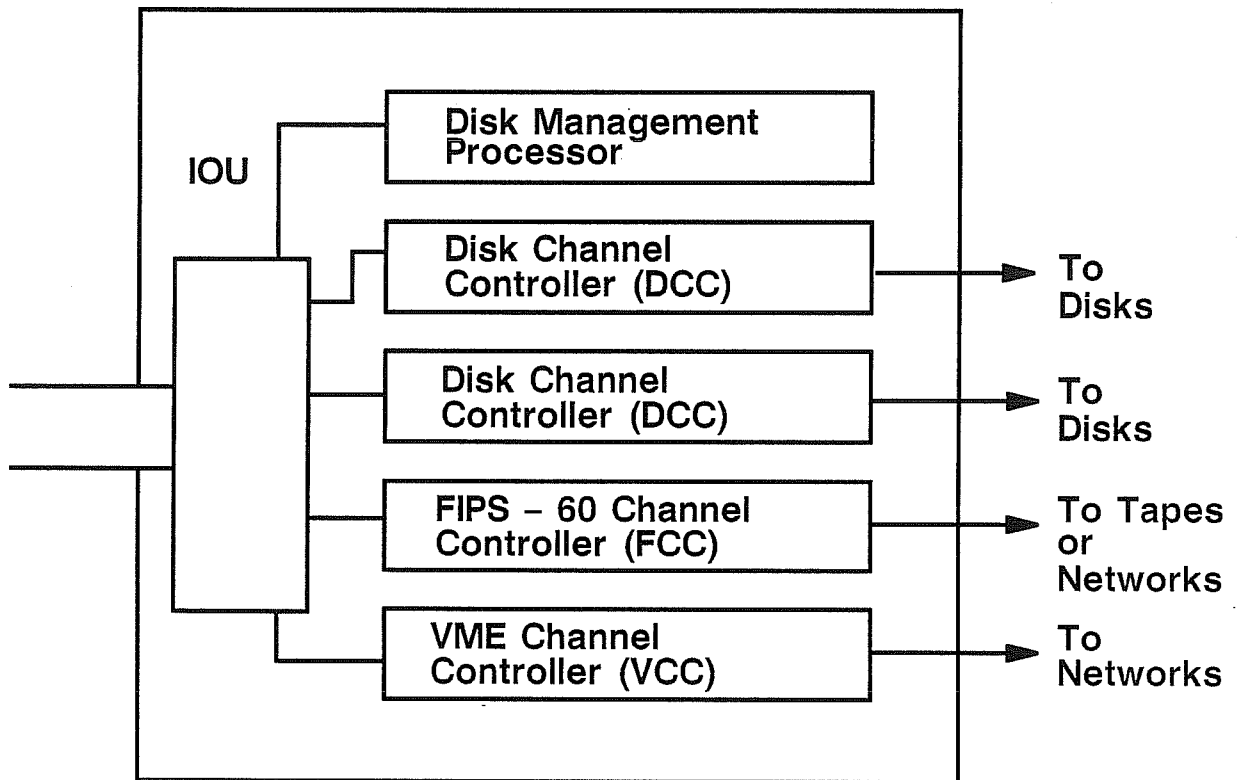 Disk Management
Processor
IOU
Disk Channel
Controller (DCC)
To
Disks
Disk Channel
Controller (DCC)
To
Disks
FIPS – 60 Channel
Controller (FCC)
To Tapes
or
Networks
VME Channel
Controller (VCC)
To
Networks